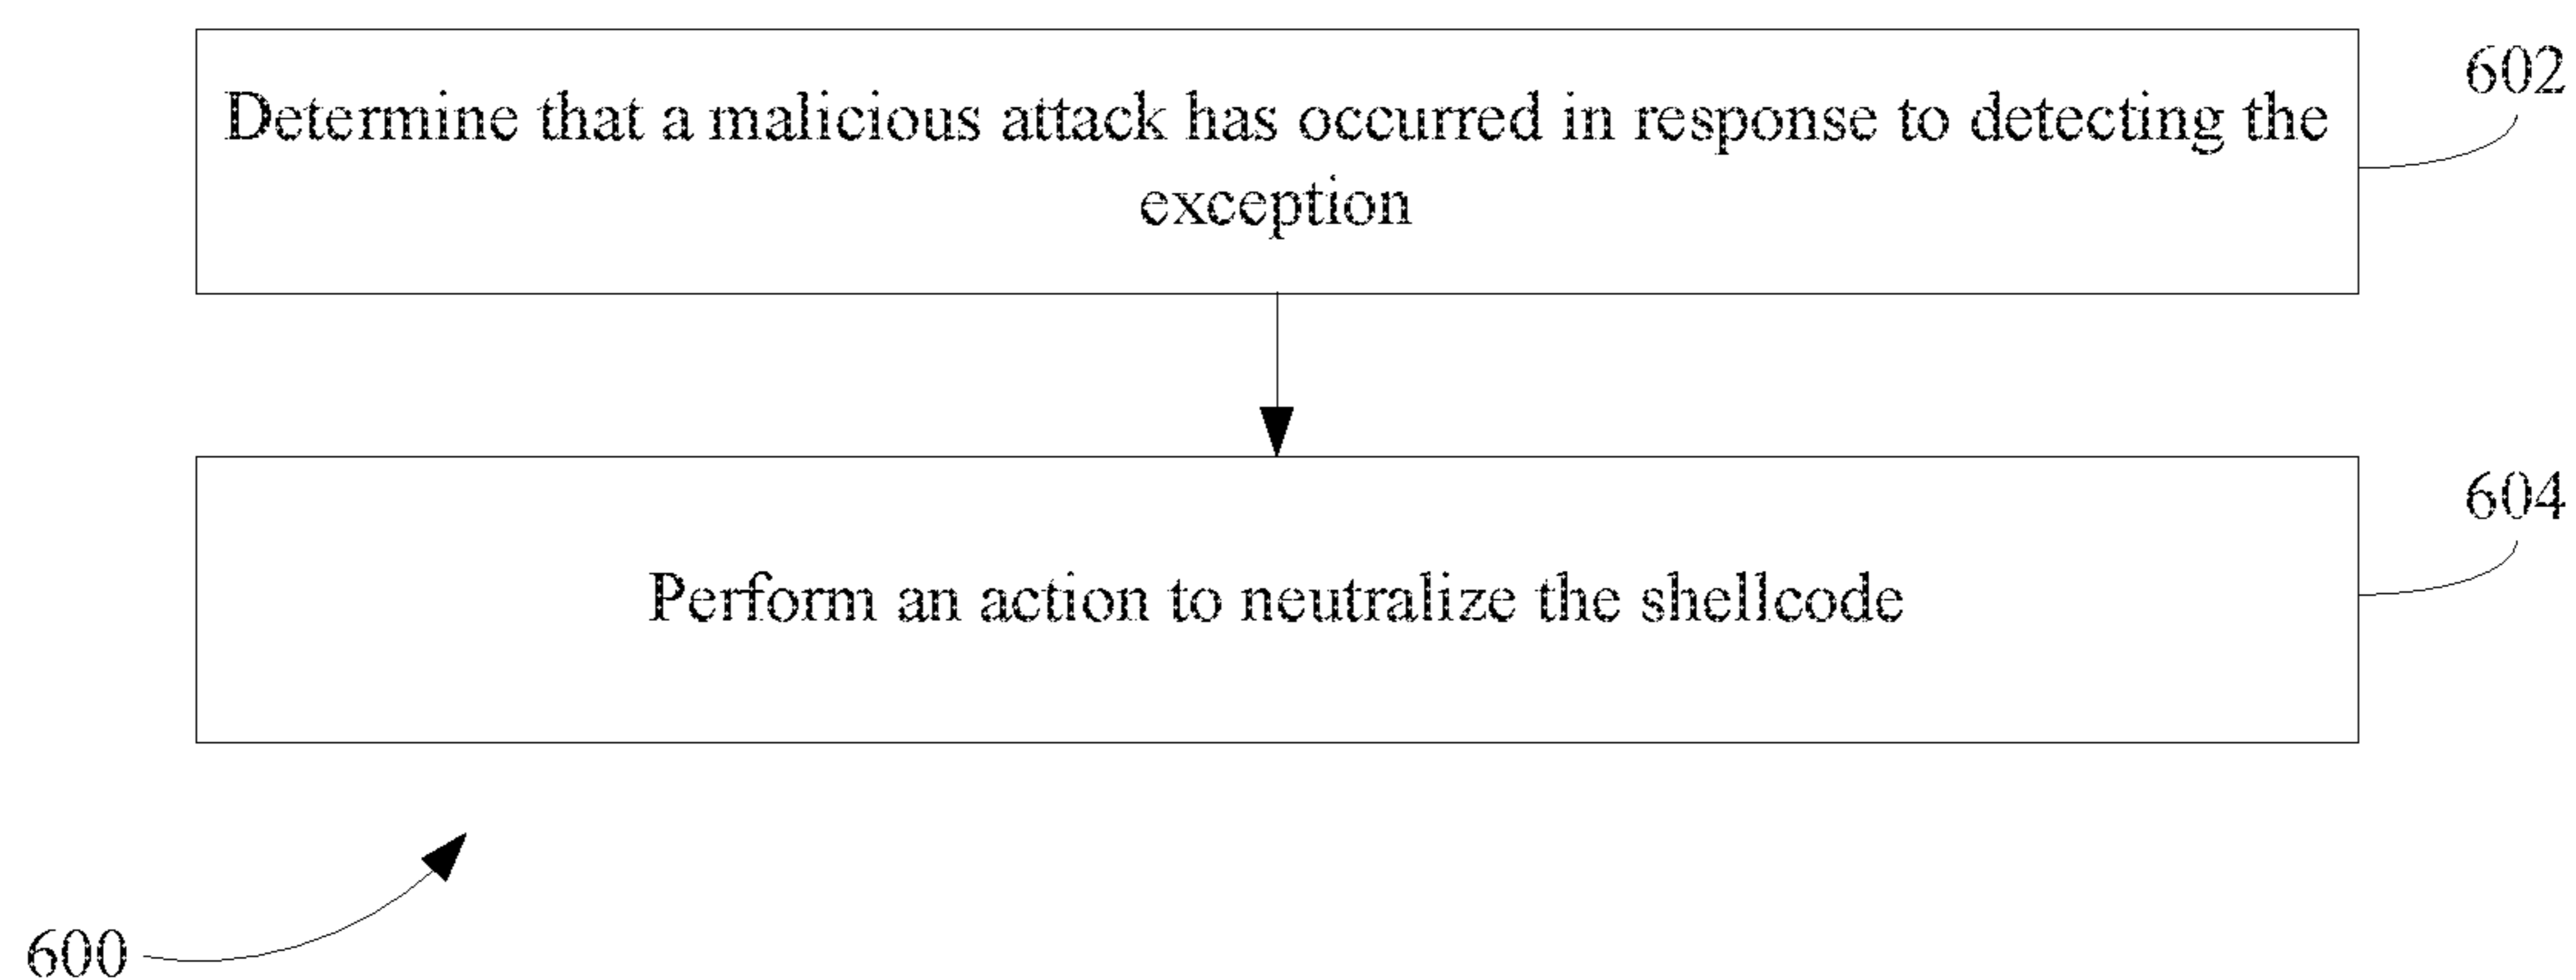 Determine that a malicious attack has occurred in response to detecting the
exception
602
Perform an action to neutralize the shellcode
604
600